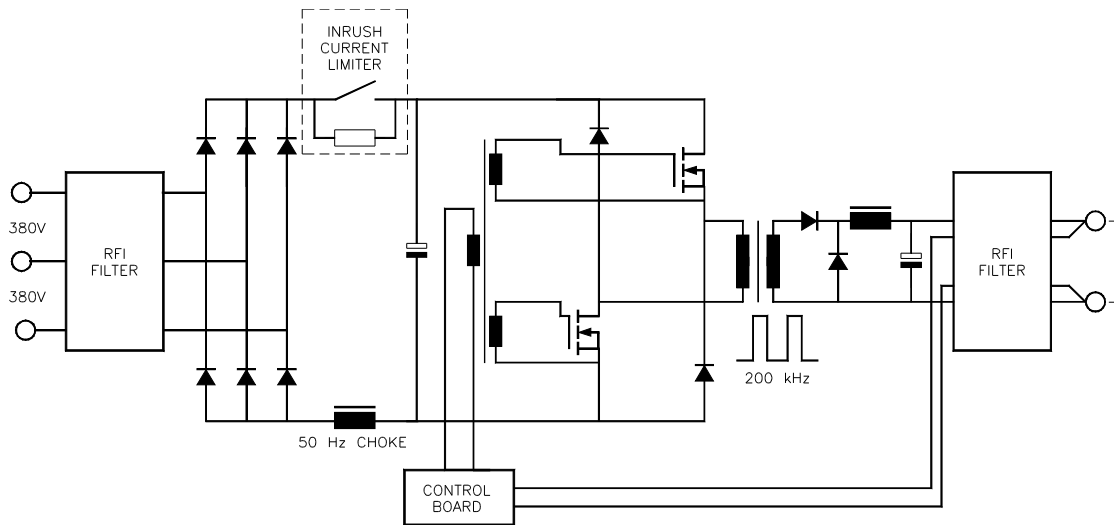 INRUSH
CURRENT
LIMITER
380V
380V
RFI
FILTER
RFI
FILTER
200 kHz
50 Hz CHOKE
CONTROL
BOARD